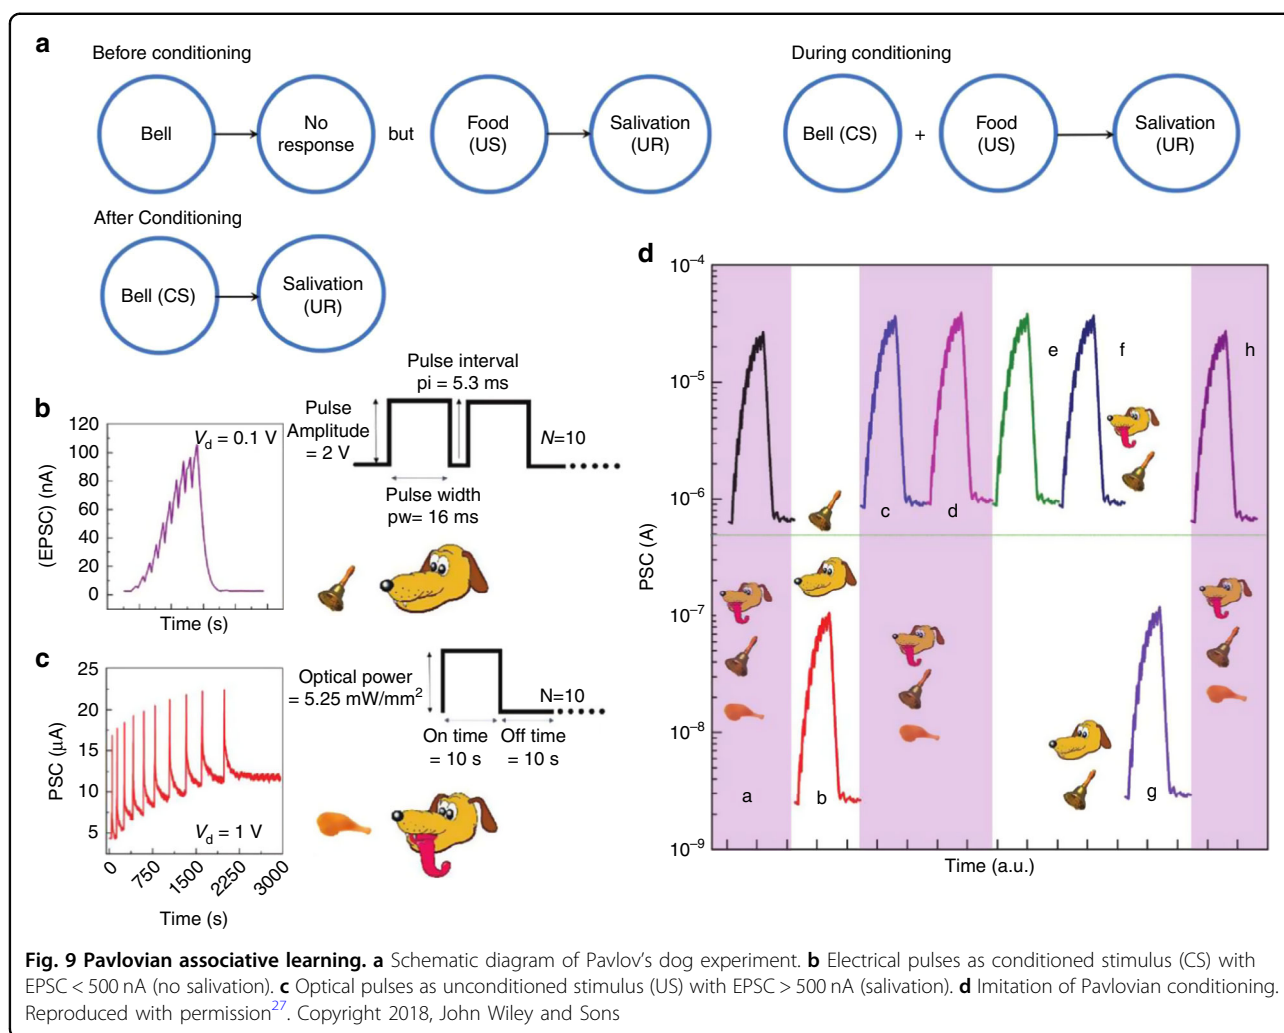 a
Before conditioning
During conditioning
Bell
No
response
but
Food
(US)
Salivation
(UR)
Bell (CS)
+
Food
(US)
Salivation
(UR)
After Conditioning
Bell (CS)
Salivation
(UR)
b
120
100
80
60
40
20
0
(EPSC) (nA)
Vd = 0.1 V
Time (s)
Pulse interval
pi = 5.3 ms
Pulse
Amplitude
= 2 V
N=10
Pulse width
pw= 16 ms
c
25
20
15
10
5
PSC (µA)
Vd = 1 V
0 750 1500 2250 3000
Time (s)
Optical power
= 5.25 mW/mm²
N=10
On time
= 10 s
Off time
= 10 s
d
10⁻⁴
10⁻⁵
10⁻⁶
10⁻⁷
10⁻⁸
10⁻⁹
PSC (A)
a
b
c
d
e
f
g
h
Time (a.u.)
Fig. 9 Pavlovian associative learning. a Schematic diagram of Pavlov's dog experiment. b Electrical pulses as conditioned stimulus (CS) with
EPSC < 500 nA (no salivation). c Optical pulses as unconditioned stimulus (US) with EPSC > 500 nA (salivation). d Imitation of Pavlovian conditioning.
Reproduced with permission²⁷. Copyright 2018, John Wiley and Sons